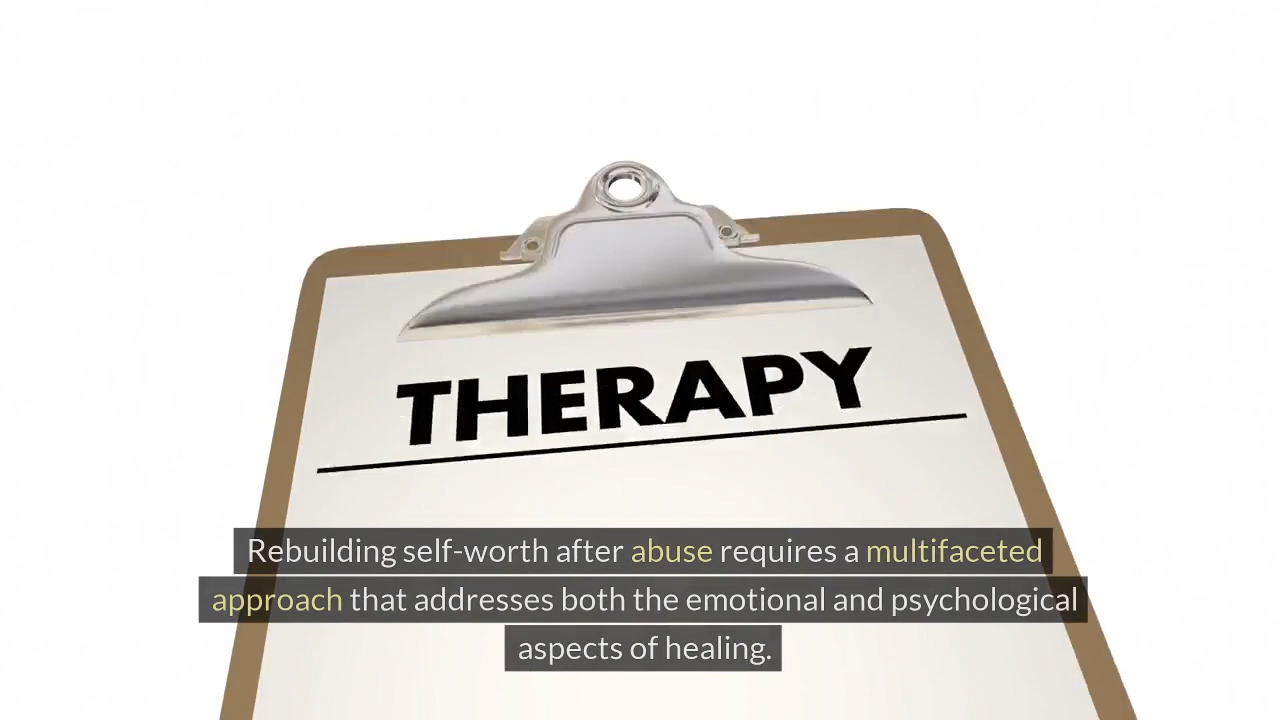 THERAPY
Rebuilding self-worth after abuse requires a multifaceted
approach that addresses both the emotional and psychological
aspects of healing.